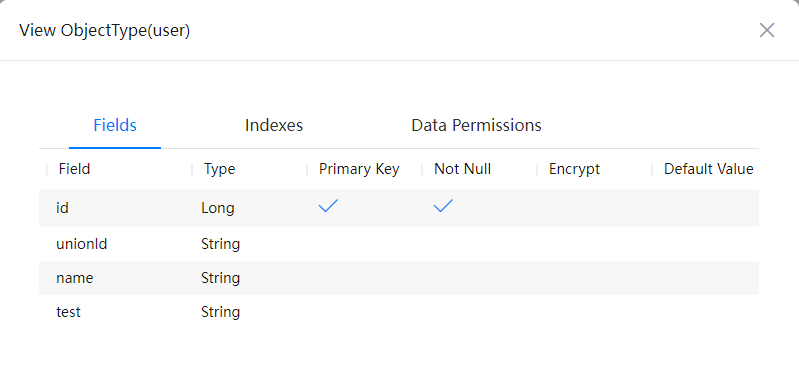 View ObjectType(user)
Fields Indexes Data Permissions
Field Type Primary Key Not Null Encrypt Default Value
id Long
unionId String
name String
test String